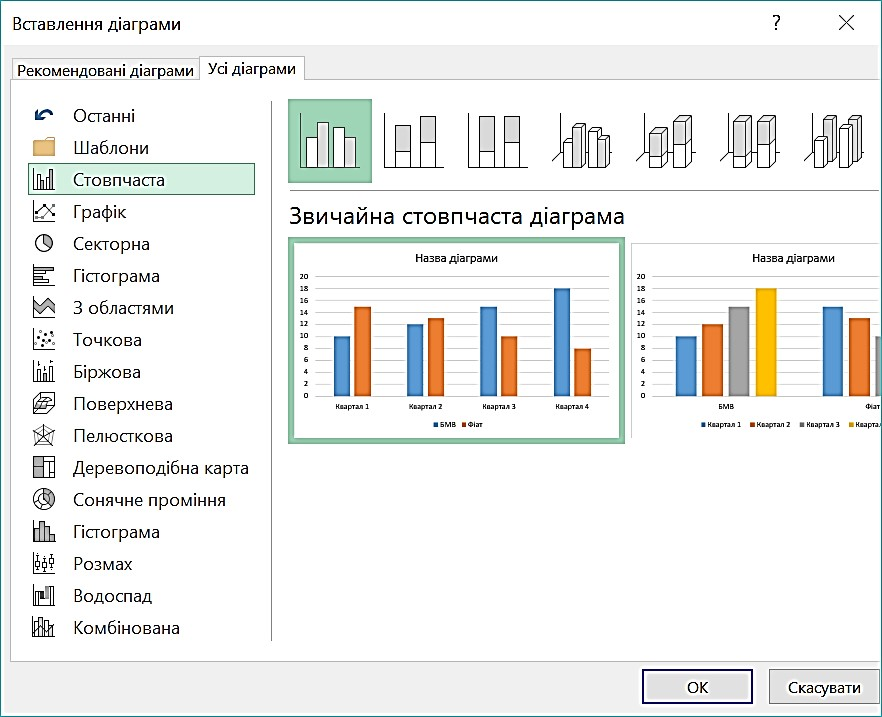 Вставлення діаграми ?
Рекомендовані діаграми Усі діаграми
Останні
Шаблони
Стовпчаста
Графік
Секторна
Гістограма
З областями
Точкова
Біржова
Поверхнева
Пелюсткова
Деревоподібна карта
Сонячне проміння
Гістограма
Розмах
Водоспад
Комбінована
Звичайна стовпчаста діаграма
Назва діаграми
20
18
16
14
12
10
8
6
4
2
0
Квартал 1 Квартал 2 Квартал 3 Квартал 4
БМВ Фіат
Назва діаграми
20
18
16
14
12
10
8
6
4
2
0
БМВ Фіат
Квартал 1 Квартал 2 Квартал 3 Кварта
ОК Скасувати